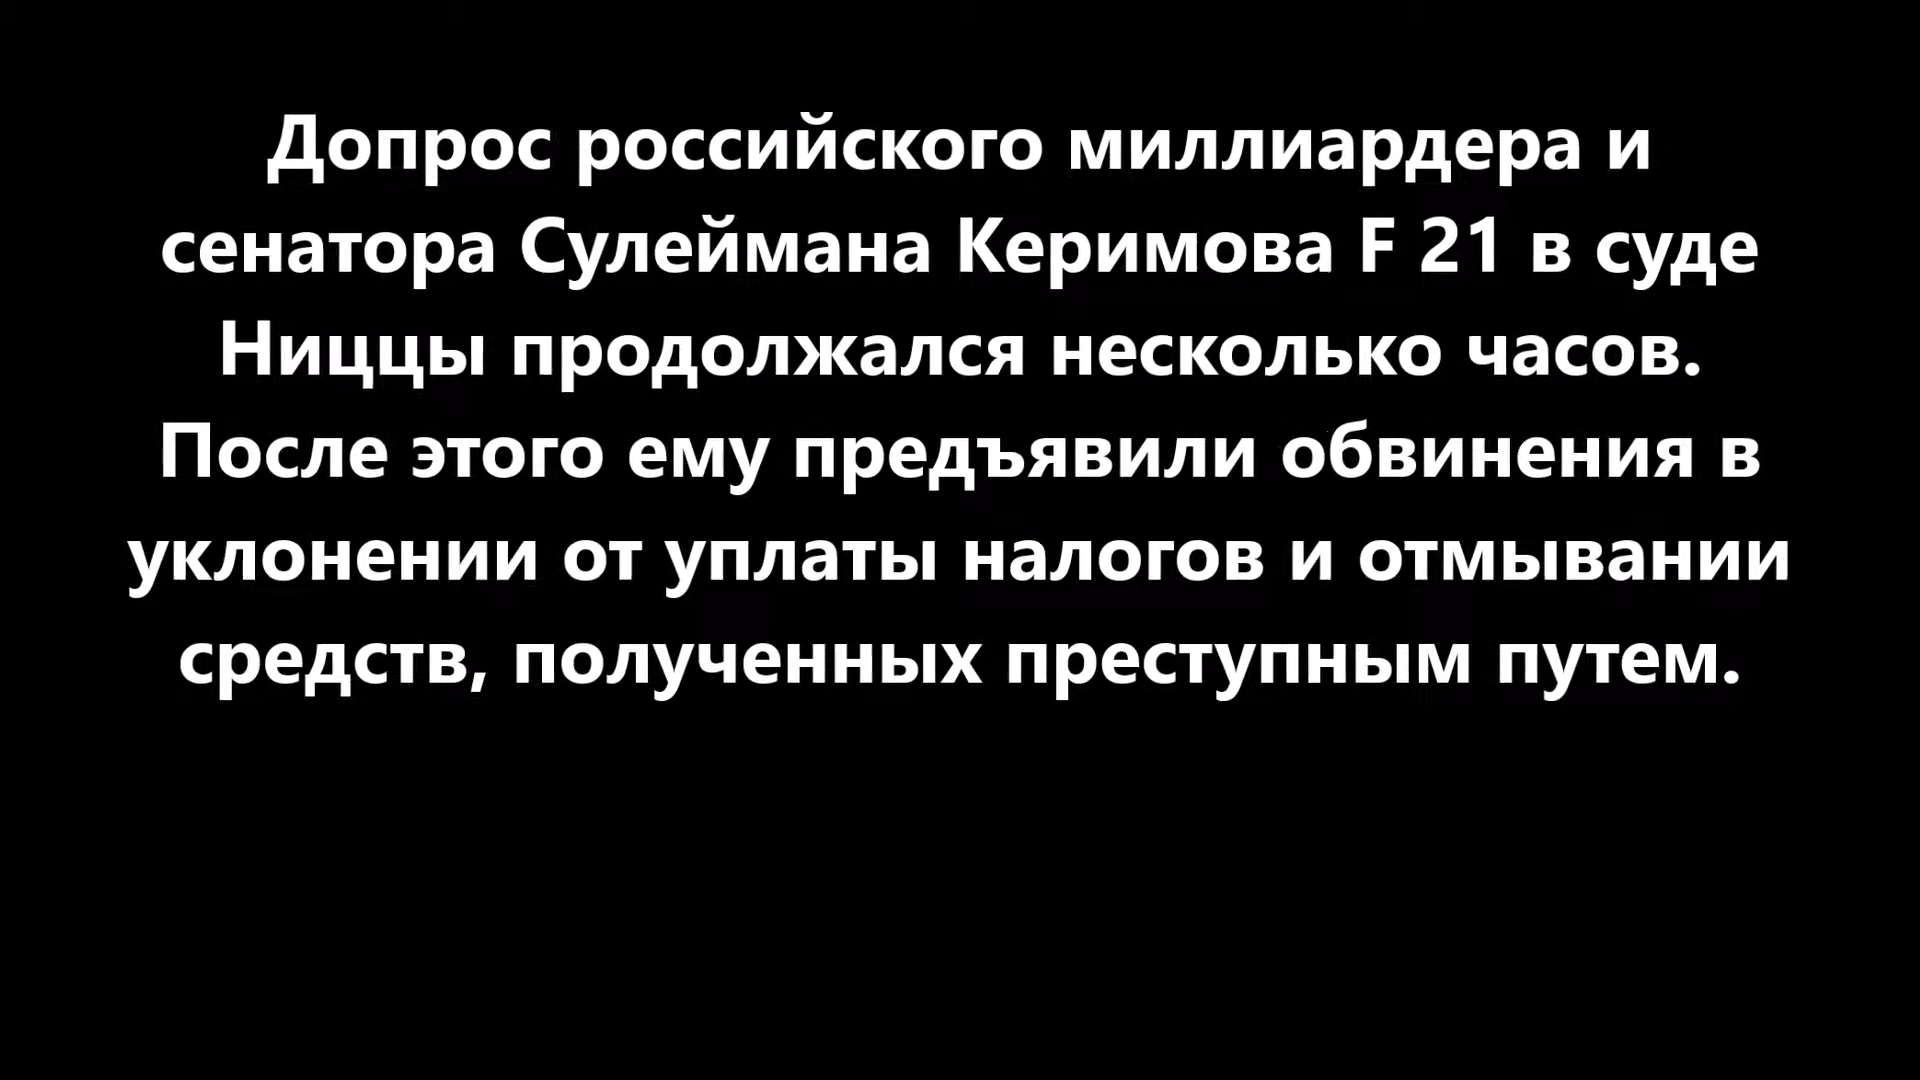 Допрос российского миллиардера и
сенатора Сулеймана Керимова F 21 в суде
Ниццы продолжался несколько часов.
После этого ему предъявили обвинения в
уклонении от уплаты налогов и отмывании
средств, полученных преступным путем.